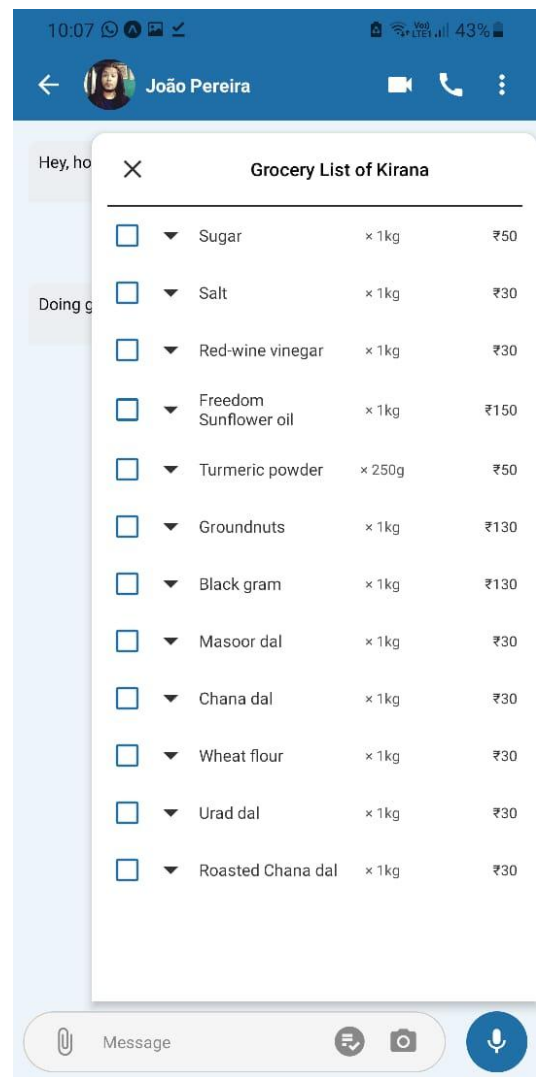 10:07
Vo)) LTE1 43%
João Pereira
Hey, ho
Grocery List of Kirana
Sugar × 1kg ₹50
Doing g
Salt × 1kg ₹30
Red-wine vinegar × 1kg ₹30
Freedom
Sunflower oil × 1kg ₹150
Turmeric powder × 250g ₹50
Groundnuts × 1kg ₹130
Black gram × 1kg ₹130
Masoor dal × 1kg ₹30
Chana dal × 1kg ₹30
Wheat flour × 1kg ₹30
Urad dal × 1kg ₹30
Roasted Chana dal × 1kg ₹30
Message